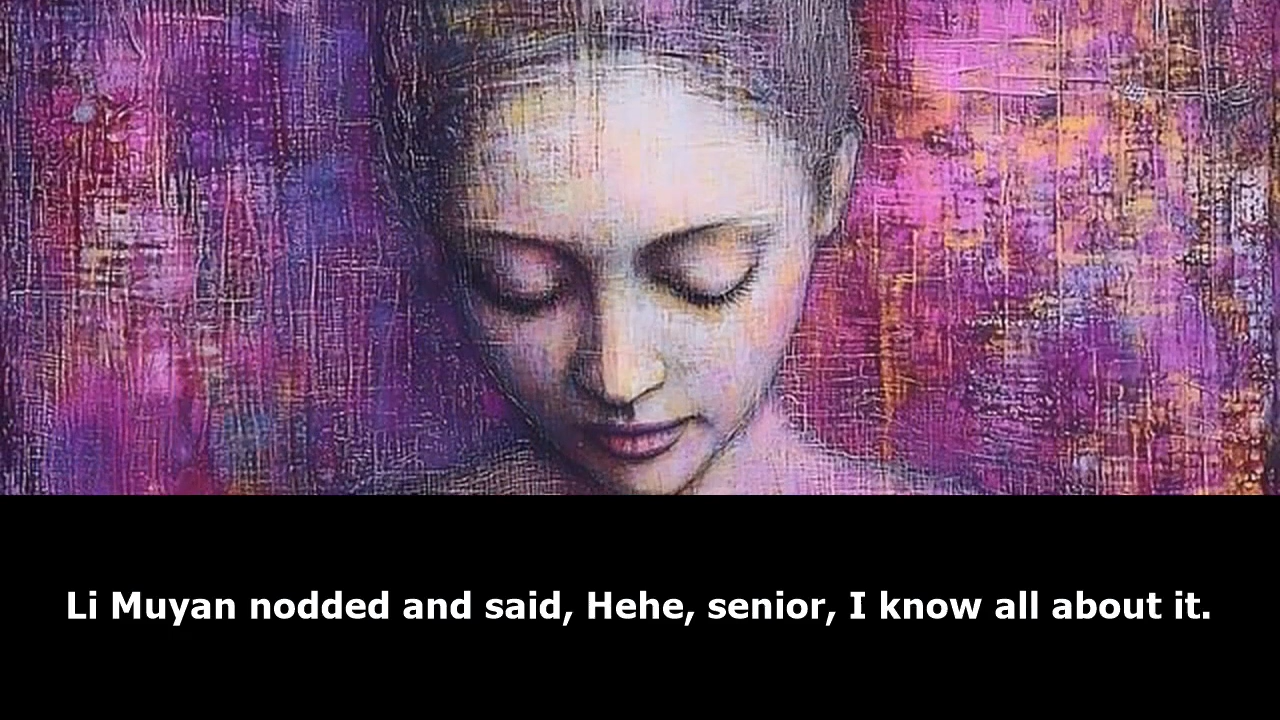 Li Muyan nodded and said, Hehe, senior, I know all about it.